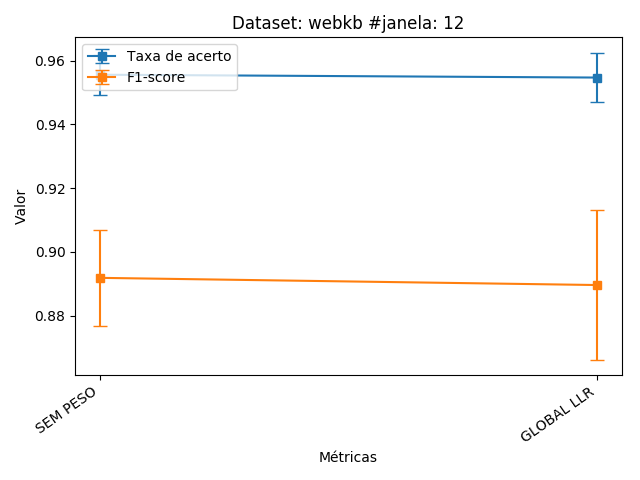 Dataset: webkb #janela: 12
Taxa de acerto
F1-score
0.96
0.94
0.92
0.90
0.88
Valor
SEM PESO
GLOBAL LLR
Métricas